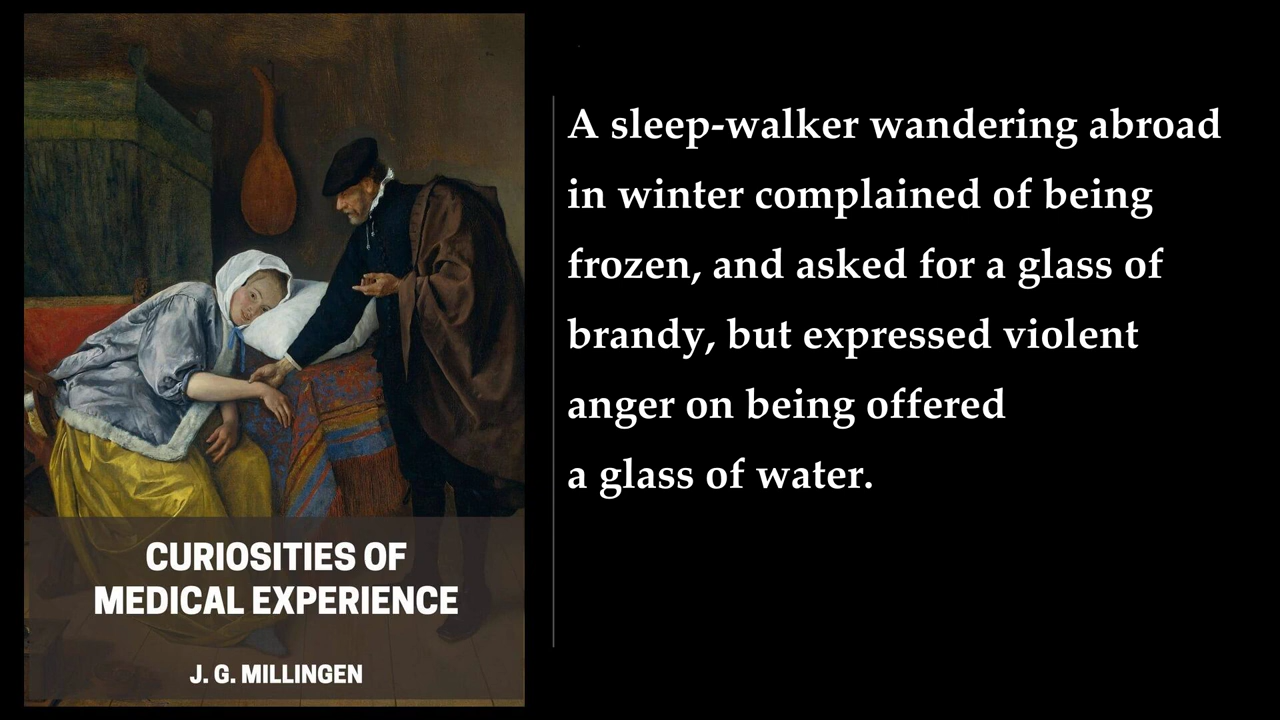 A sleep-walker wandering abroad
in winter complained of being
frozen, and asked for a glass of
brandy, but expressed violent
anger on being offered
a glass of water.
CURIOSITIES OF
MEDICAL EXPERIENCE
J. G. MILLINGEN